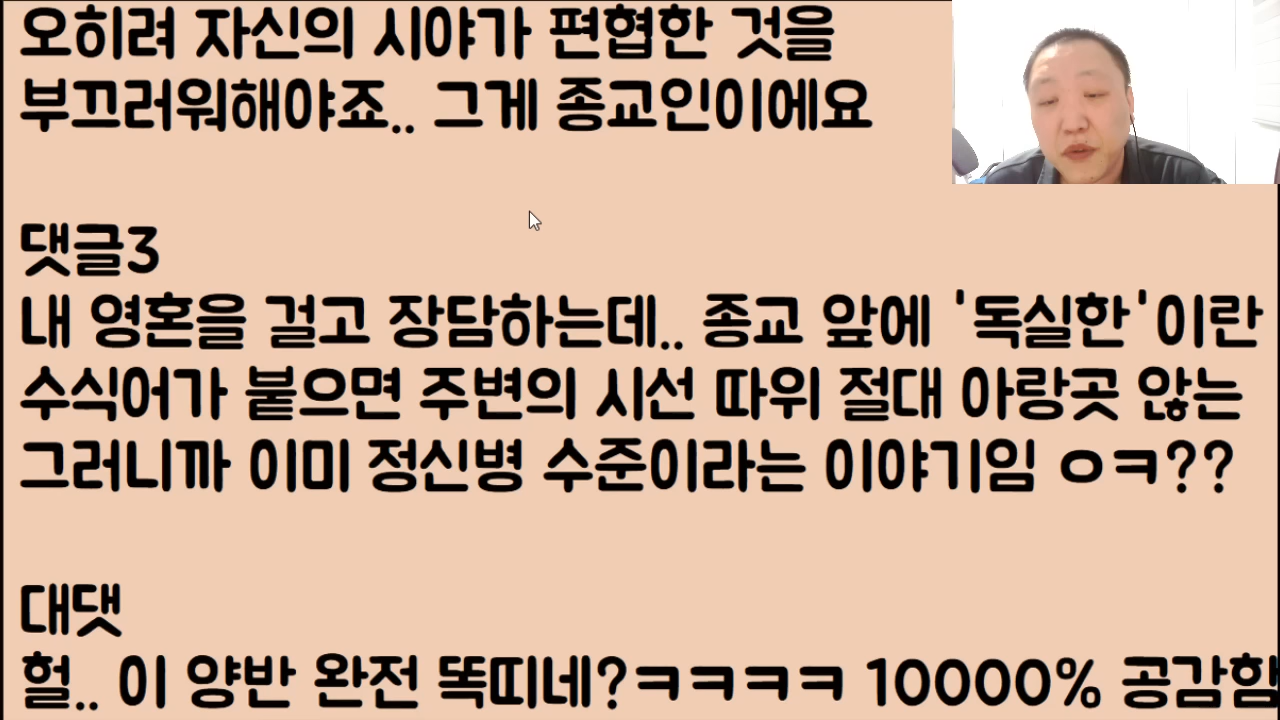 오히려 자신의 시야가 편협한 것을
부끄러워해야죠.. 그게 종교인이에요
댓글3
내 영혼을 걸고 장담하는데.. 종교 앞에 '독실한'이란
수식어가 붙으면 주변의 시선 따위 절대 아랑곳 않는
그러니까 이미 정신병 수준이라는 이야기임 ㅇㅋ??
대댓
헐.. 이 양반 완전 똑띠네?ㅋㅋㅋㅋ 10000% 공감함